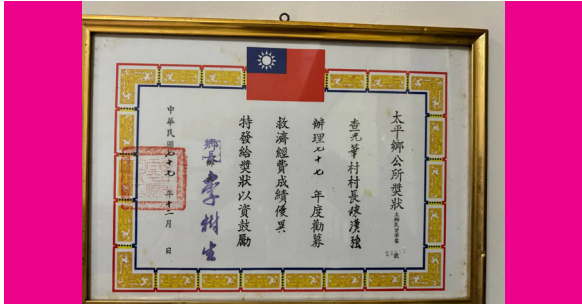 太平鄉公所獎狀
查光華村村長陳漢強
辦理七十七年度勸募
救濟經費成績優異
特發給獎狀以資鼓勵
鄉長 李樹生
中華民國七十七年十二月 日